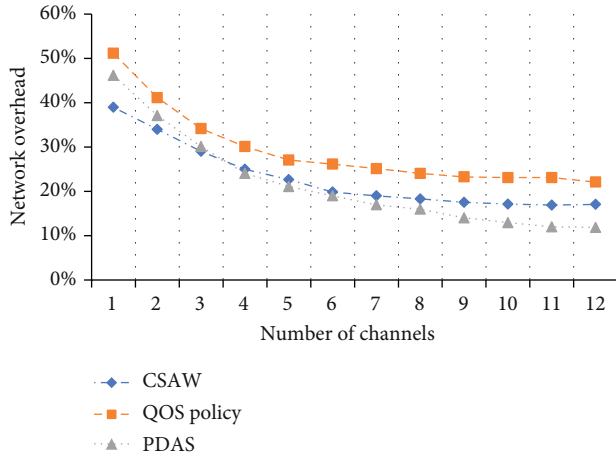 60%
50%
40%
30%
20%
10%
0%
Network overhead
1 2 3 4 5 6 7 8 9 10 11 12
Number of channels
CSAW
QOS policy
PDAS